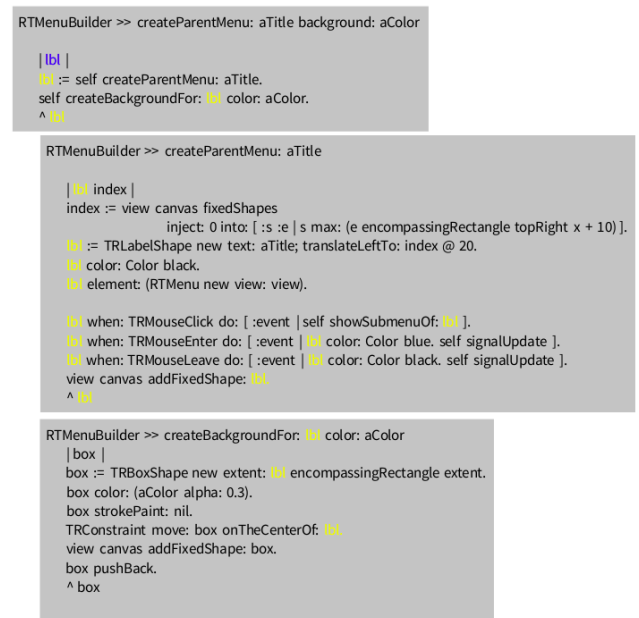 RTMenuBuilder >> createParentMenu: aTitle background: aColor
| lbl |
lbl := self createParentMenu: aTitle.
self createBackgroundFor: lbl color: aColor.
^ lbl
RTMenuBuilder >> createParentMenu: aTitle
| lbl index |
index := view canvas fixedShapes
inject: 0 into: [ :s :e | s max: (e encompassingRectangle topRight x + 10) ].
lbl := TRLabelShape new text: aTitle; translateLeftTo: index @ 20.
lbl color: Color black.
lbl element: (RTMenu new view: view).
lbl when: TRMouseClick do: [ :event | self showSubmenuOf: lbl ].
lbl when: TRMouseEnter do: [ :event | lbl color: Color blue. self signalUpdate ].
lbl when: TRMouseLeave do: [ :event | lbl color: Color black. self signalUpdate ].
view canvas addFixedShape: lbl.
^ lbl
RTMenuBuilder >> createBackgroundFor: lbl color: aColor
| box |
box := TRBoxShape new extent: lbl encompassingRectangle extent.
box color: (aColor alpha: 0.3).
box strokePaint: nil.
TRConstraint move: box onTheCenterOf: lbl.
view canvas addFixedShape: box.
box pushBack.
^ box